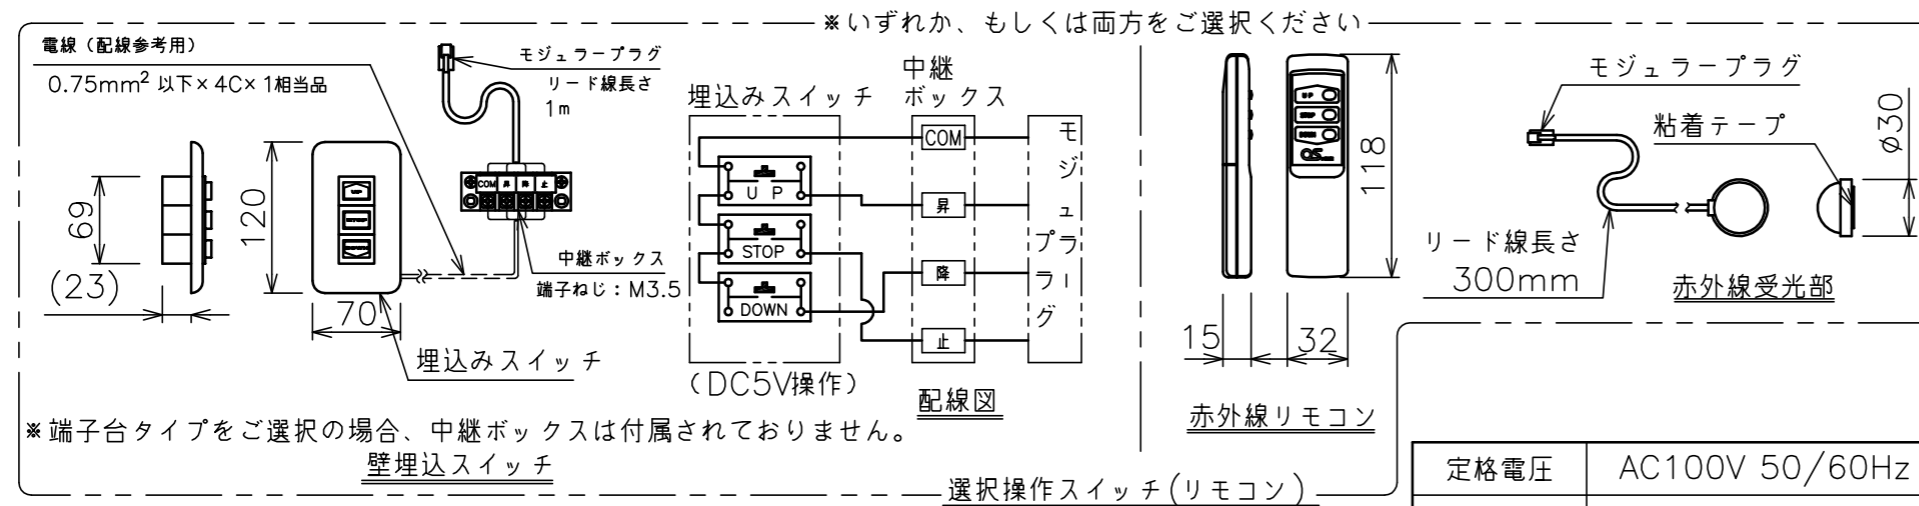 ※いずれか、もしくは両方をご選択ください
電線（配線参考用）
0.75mm² 以下×4C×1相当品
モジュラープラグ
リード線長さ
1m
69
(23)
120
70
UP
COM 昇 降 止
中継ボックス
端子ねじ：M3.5
埋込みスイッチ
埋込みスイッチ
中継
ボックス
COM
昇
降
止
UP
STOP
DOWN
モジュラープラグ
（DC5V操作）
配線図
※端子台タイプをご選択の場合、中継ボックスは付属されておりません。
壁埋込スイッチ
UP
STOP
DOWN
OS
118
15
32
赤外線リモコン
モジュラープラグ
粘着テープ
ø30
リード線長さ
300mm
赤外線受光部
選択操作スイッチ(リモコン)
定格電圧
AC100V 50/60Hz